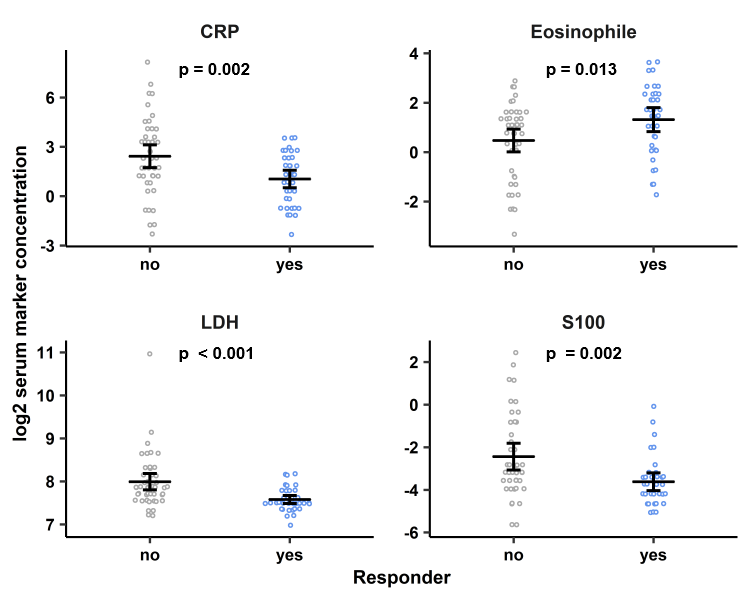 CRP
p = 0.002
6
3
0
-3
no
yes
Eosinophile
p = 0.013
4
2
0
-2
no
yes
log2 serum marker concentration
LDH
p < 0.001
11
10
9
8
7
no
yes
S100
p = 0.002
2
0
-2
-4
-6
no
yes
Responder